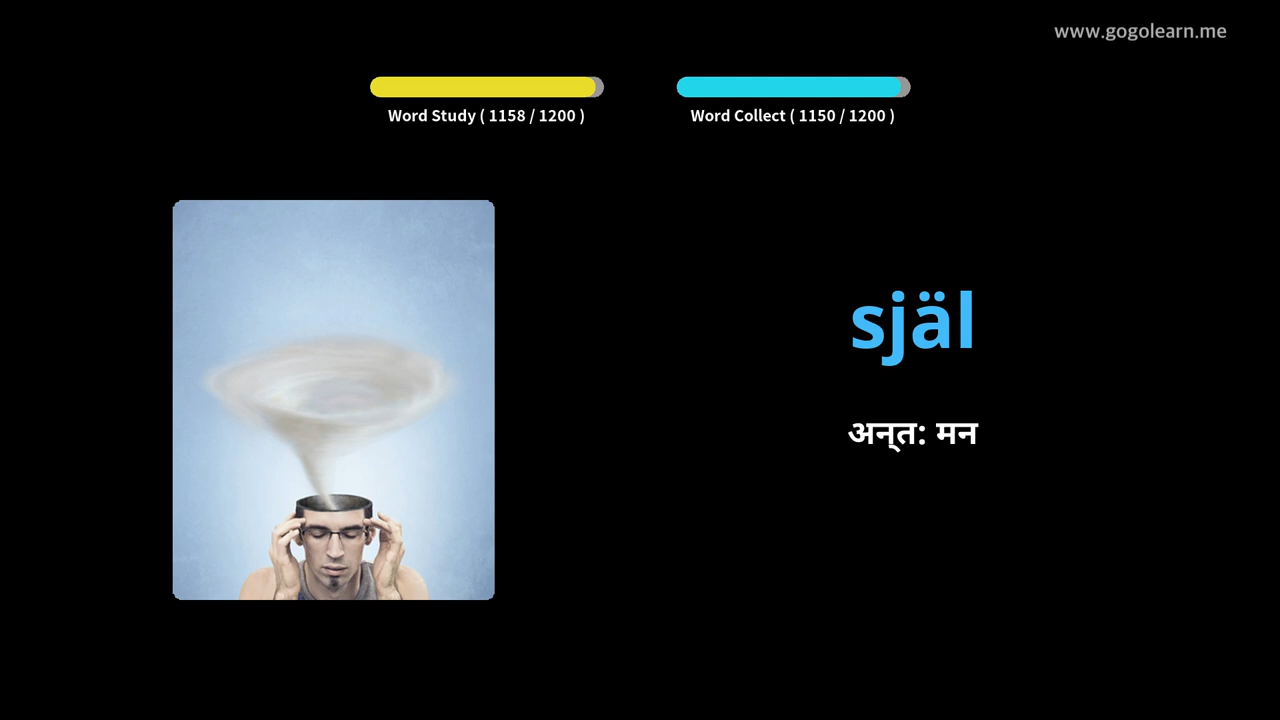 www.gogolearn.me
Word Study ( 1158 / 1200 )
Word Collect ( 1150 / 1200 )
själ
अन्त: मन